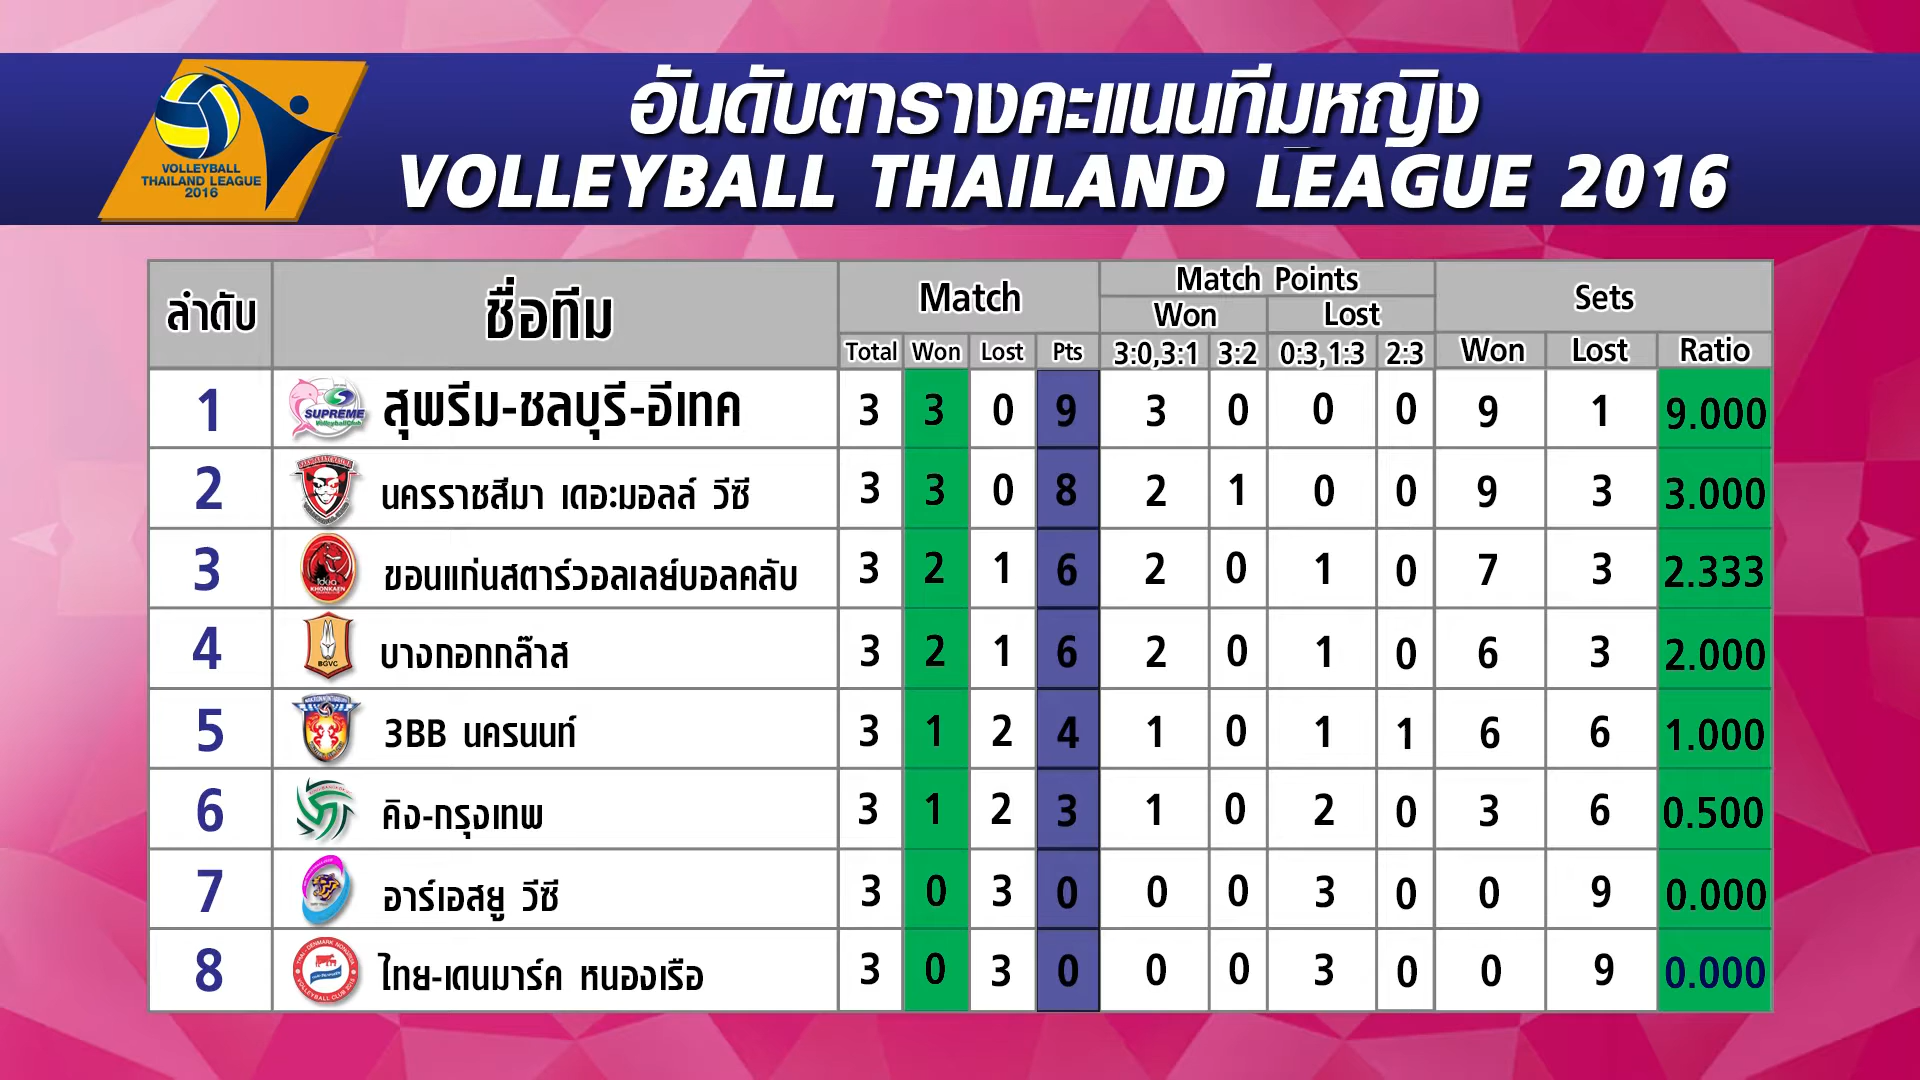 อันดับตารางคะแนนทีมหญิง
VOLLEYBALL THAILAND LEAGUE 2016
VOLLEYBALL
THAILAND LEAGUE
2016
ลำดับ ชื่อทีม Match Match Points Sets
Won Lost
Total Won Lost Pts 3:0,3:1 3:2 0:3,1:3 2:3 Won Lost Ratio
1 SUPREME สุพรีม-ชลบุรี-อีเทค 3 3 0 9 3 0 0 0 9 1 9.000
2 นครราชสีมา เดอะมอลล์ วีซี 3 3 0 8 2 1 0 0 9 3 3.000
3 KHONKAEN ขอนแก่นสตาร์วอลเลย์บอลคลับ 3 2 1 6 2 0 1 0 7 3 2.333
4 BGVC บางกอกกล๊าส 3 2 1 6 2 0 1 0 6 3 2.000
5 3BB นครนนท์ 3 1 2 4 1 0 1 1 6 6 1.000
6 คิง-กรุงเทพ 3 1 2 3 1 0 2 0 3 6 0.500
7 อาร์เอสยู วีซี 3 0 3 0 0 0 3 0 0 9 0.000
8 ไทย-เดนมาร์ค หนองเรือ 3 0 3 0 0 0 3 0 0 9 0.000